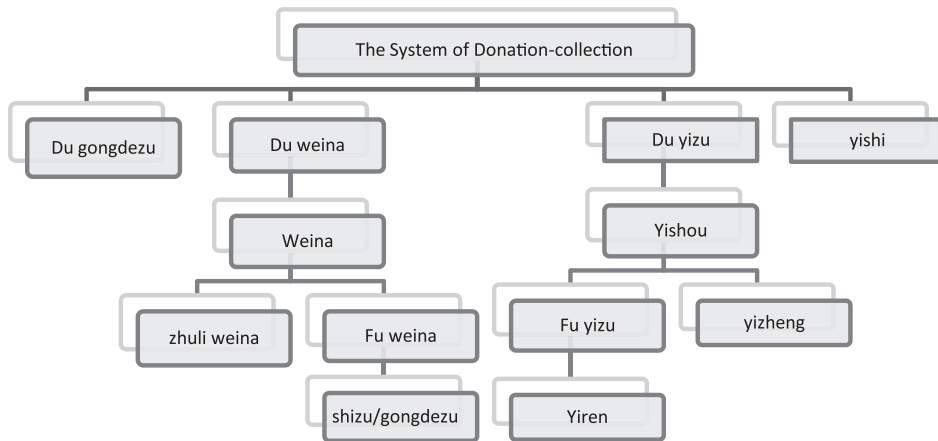 The System of Donation-collection
Du gongdezu
Du weina
Du yizu
yishi
Weina
Yishou
zhuli weina
Fu weina
Fu yizu
yizheng
shizu/gongdezu
Yiren